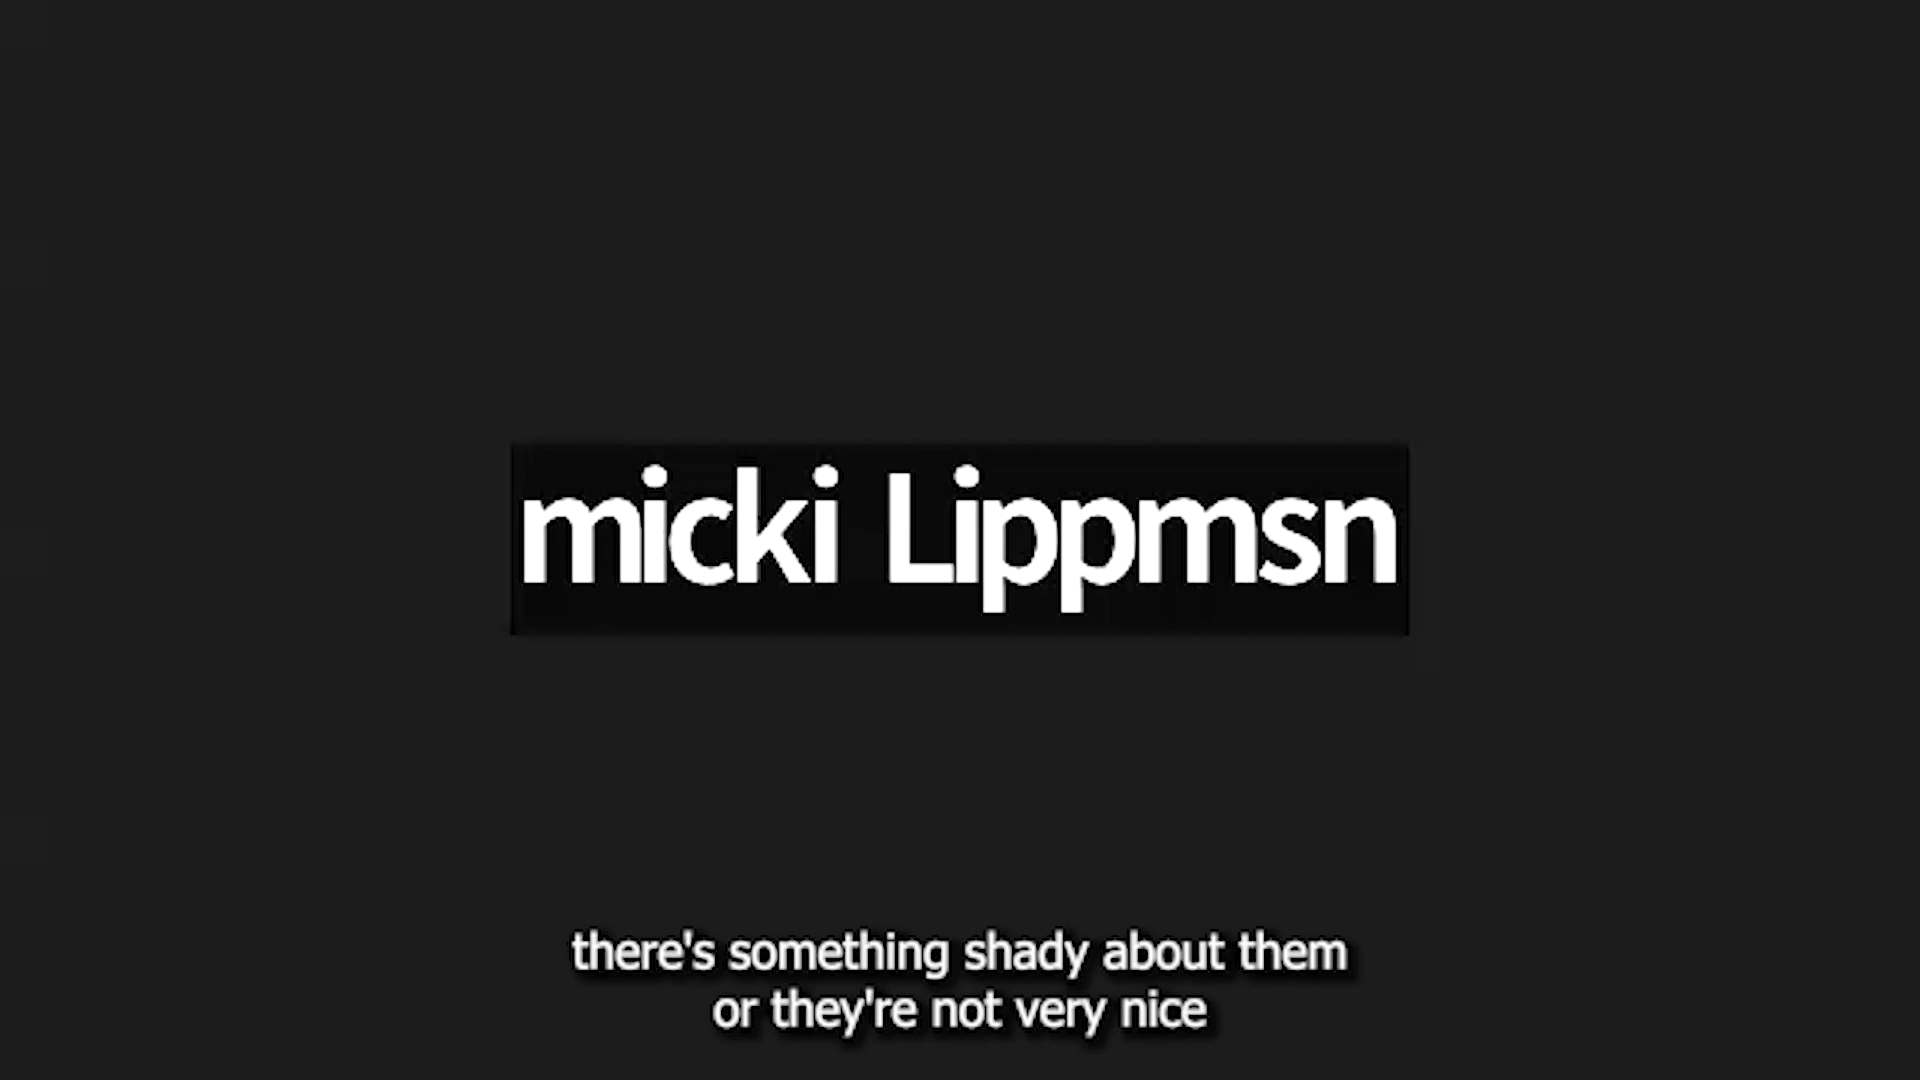 micki Lippmsn
there's something shady about them
or they're not very nice